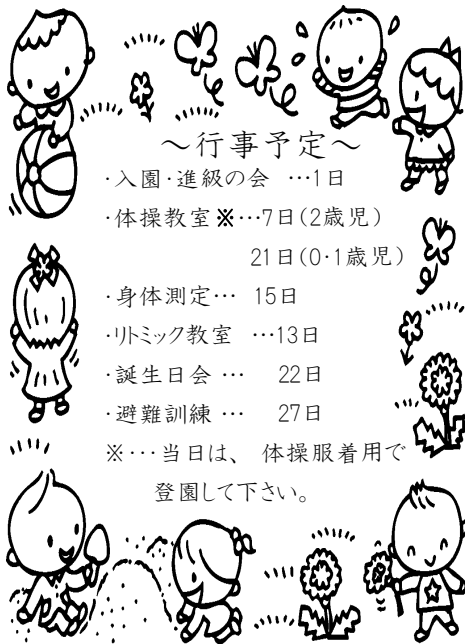 ～行事予定～
・入園・進級の会　…1日
・体操教室※…7日(2歳児)
21日(0・1歳児)
・身体測定…　15日
・リトミック教室　…13日
・誕生日会…　22日
・避難訓練…　27日
※…当日は、体操服着用で
登園して下さい。